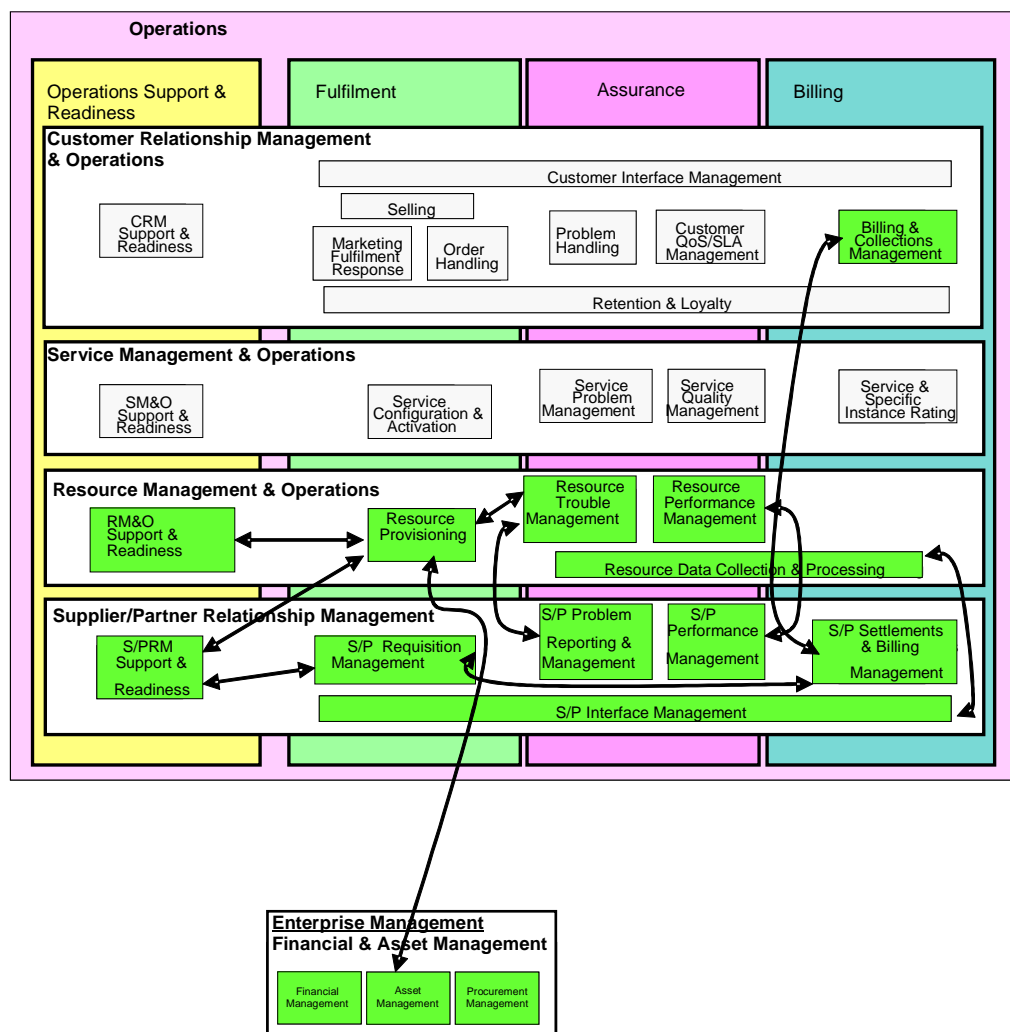 Operations
Operations Support &
Readiness
Fulfilment
Assurance
Billing
Customer Relationship Management
& Operations
Customer Interface Management
Selling
CRM
Support &
Readiness
Marketing
Fulfilment
Response
Order
Handling
Problem
Handling
Customer
QoS/SLA
Management
Billing &
Collections
Management
Retention & Loyalty
Service Management & Operations
SM&O
Support &
Readiness
Service
Configuration &
Activation
Service
Problem
Management
Service
Quality
Management
Service &
Specific
Instance Rating
Resource Management & Operations
RM&O
Support &
Readiness
Resource
Provisioning
Resource
Trouble
Management
Resource
Performance
Management
Resource Data Collection & Processing
Supplier/Partner Relationship Management
S/PRM
Support &
Readiness
S/P Requisition
Management
S/P Problem
Reporting &
Management
S/P
Performance
Management
S/P Settlements
& Billing
Management
S/P Interface Management
Enterprise Management
Financial & Asset Management
Financial
Management
Asset
Management
Procurement
Management